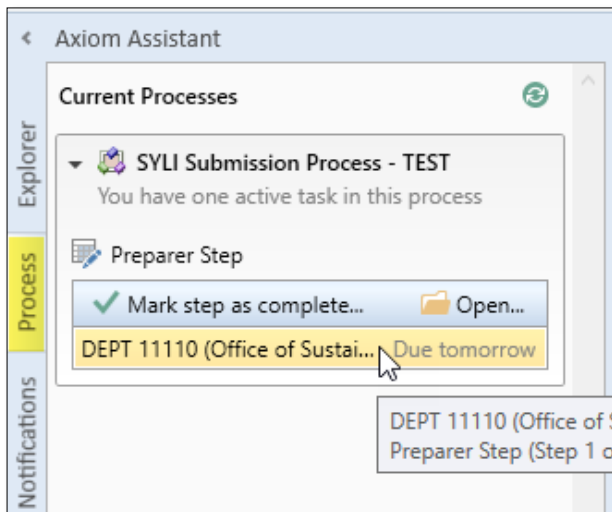 Axiom Assistant
Current Processes
Explorer
SYLI Submission Process - TEST
You have one active task in this process
Process
Preparer Step
Mark step as complete... Open...
DEPT 11110 (Office of Sustai... Due tomorrow
Notifications
DEPT 11110 (Office of
Preparer Step (Step 1